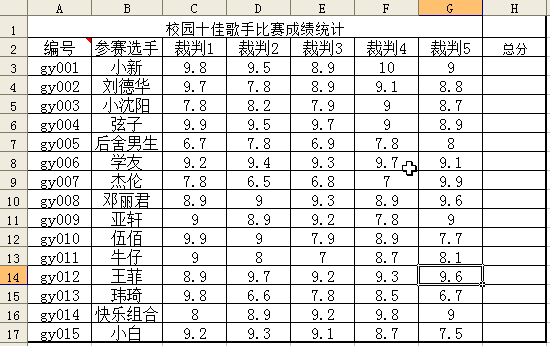 A B C D E F G H
1 校园十佳歌手比赛成绩统计
2 编号 参赛选手 裁判1 裁判2 裁判3 裁判4 裁判5 总分
3 gy001 小新 9.8 9.5 8.9 10 9
4 gy002 刘德华 9.7 7.8 8.9 9.1 8.8
5 gy003 小沈阳 7.8 8.2 7.9 9 8.7
6 gy004 弦子 9.9 9.5 9.7 9 8.9
7 gy005 后舍男生 6.7 7.8 6.9 7.8 8
8 gy006 学友 9.2 9.4 9.3 9.7 9.1
9 gy007 杰伦 7.8 6.5 6.8 7 9.9
10 gy008 邓丽君 8.9 9 9.3 8.9 9.6
11 gy009 亚轩 9 8.9 9.2 7.8 9
12 gy010 伍佰 9.9 9 7.9 8.9 7.7
13 gy011 牛仔 9 8 7 8.7 8.1
14 gy012 王菲 8.9 9.7 9.2 9.3 9.6
15 gy013 玮琦 9.8 6.6 7.8 8.5 6.7
16 gy014 快乐组合 8 8.9 9.2 9.8 9
17 gy015 小白 9.2 9.3 9.1 8.7 7.5